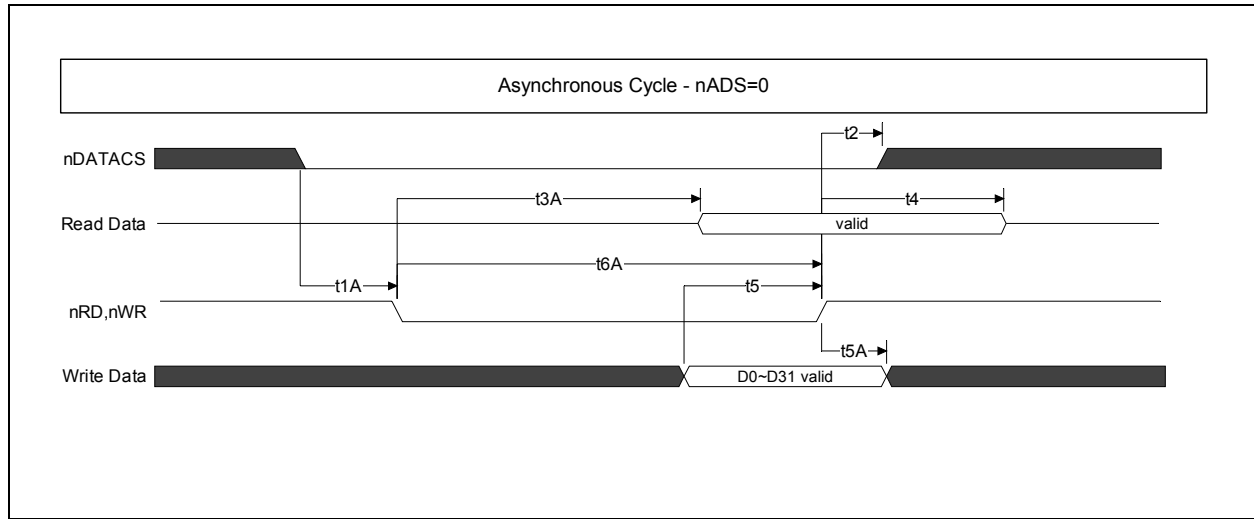 Asynchronous Cycle - nADS=0
t2
nDATACS
t3A
t4
Read Data
valid
t6A
t1A
t5
nRD,nWR
t5A
Write Data
D0~D31 valid